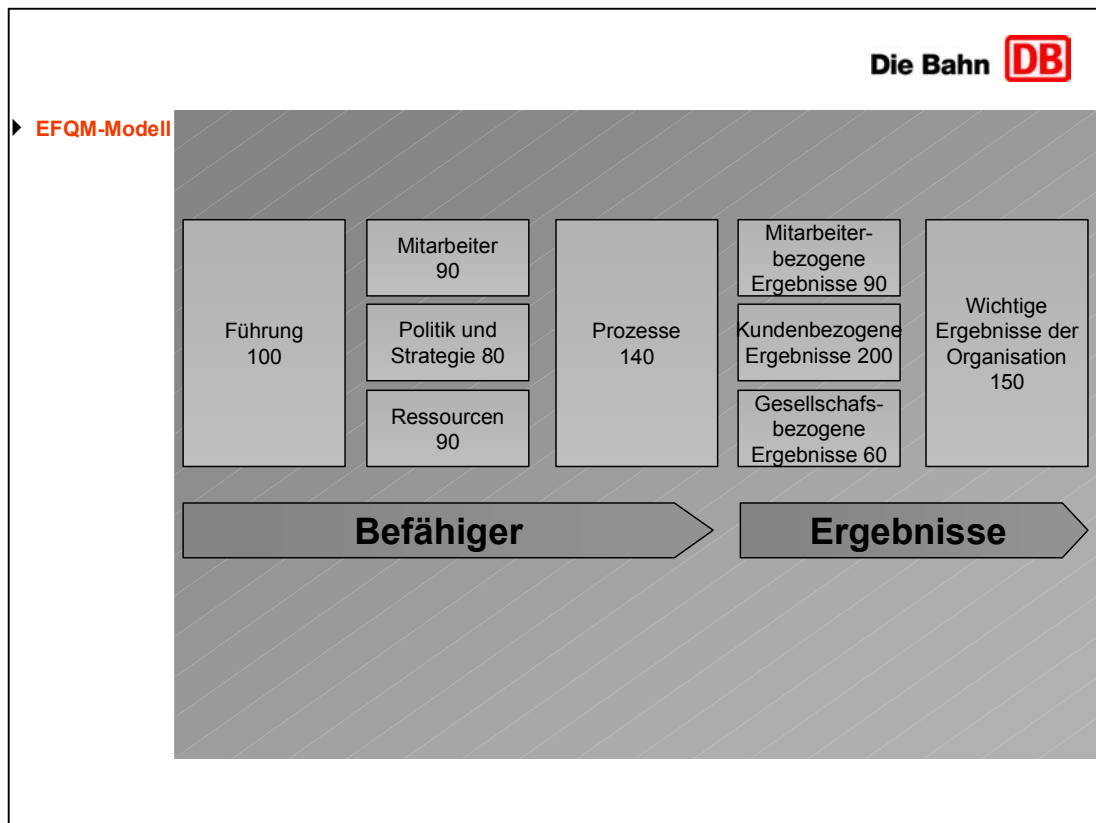 Die Bahn DB
EFQM-Modell
Führung
100
Mitarbeiter
90
Politik und
Strategie 80
Ressourcen
90
Prozesse
140
Mitarbeiter-
bezogene
Ergebnisse 90
Kundenbezogene
Ergebnisse 200
Gesellschafs-
bezogene
Ergebnisse 60
Wichtige
Ergebnisse der
Organisation
150
Befähiger
Ergebnisse